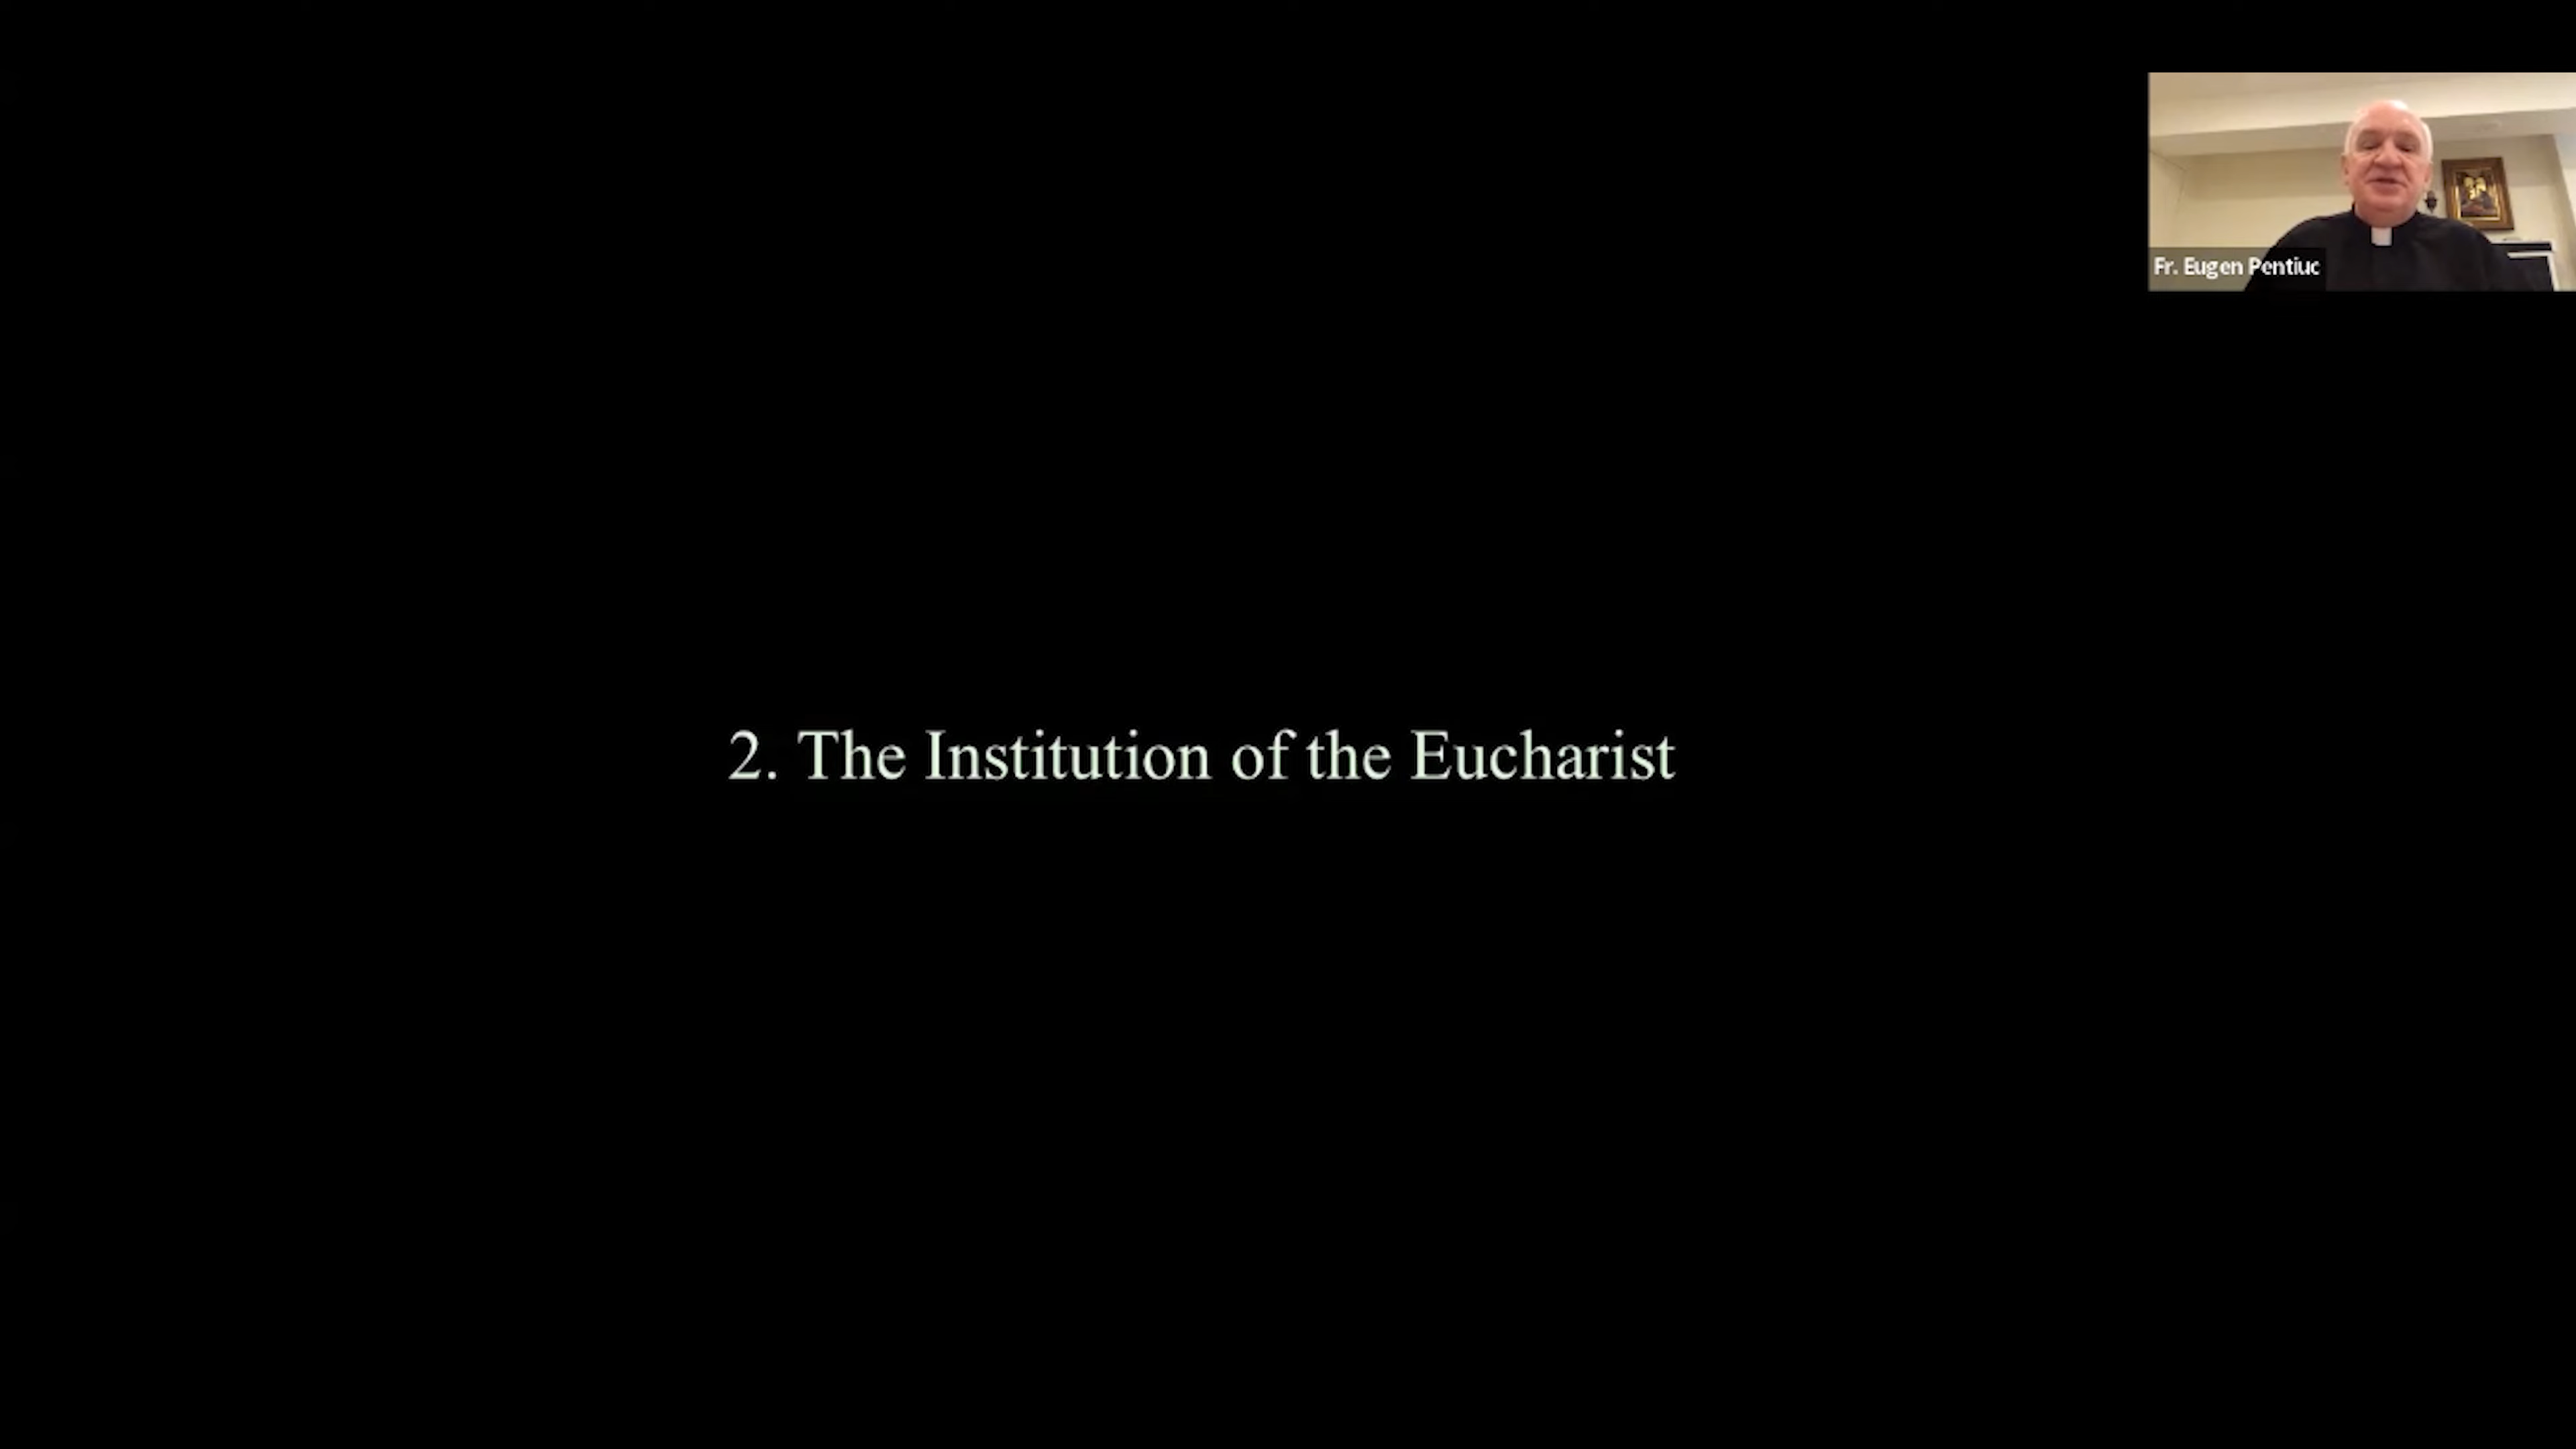 2. The Institution of the Eucharist
Fr. Eugen Pentiuc